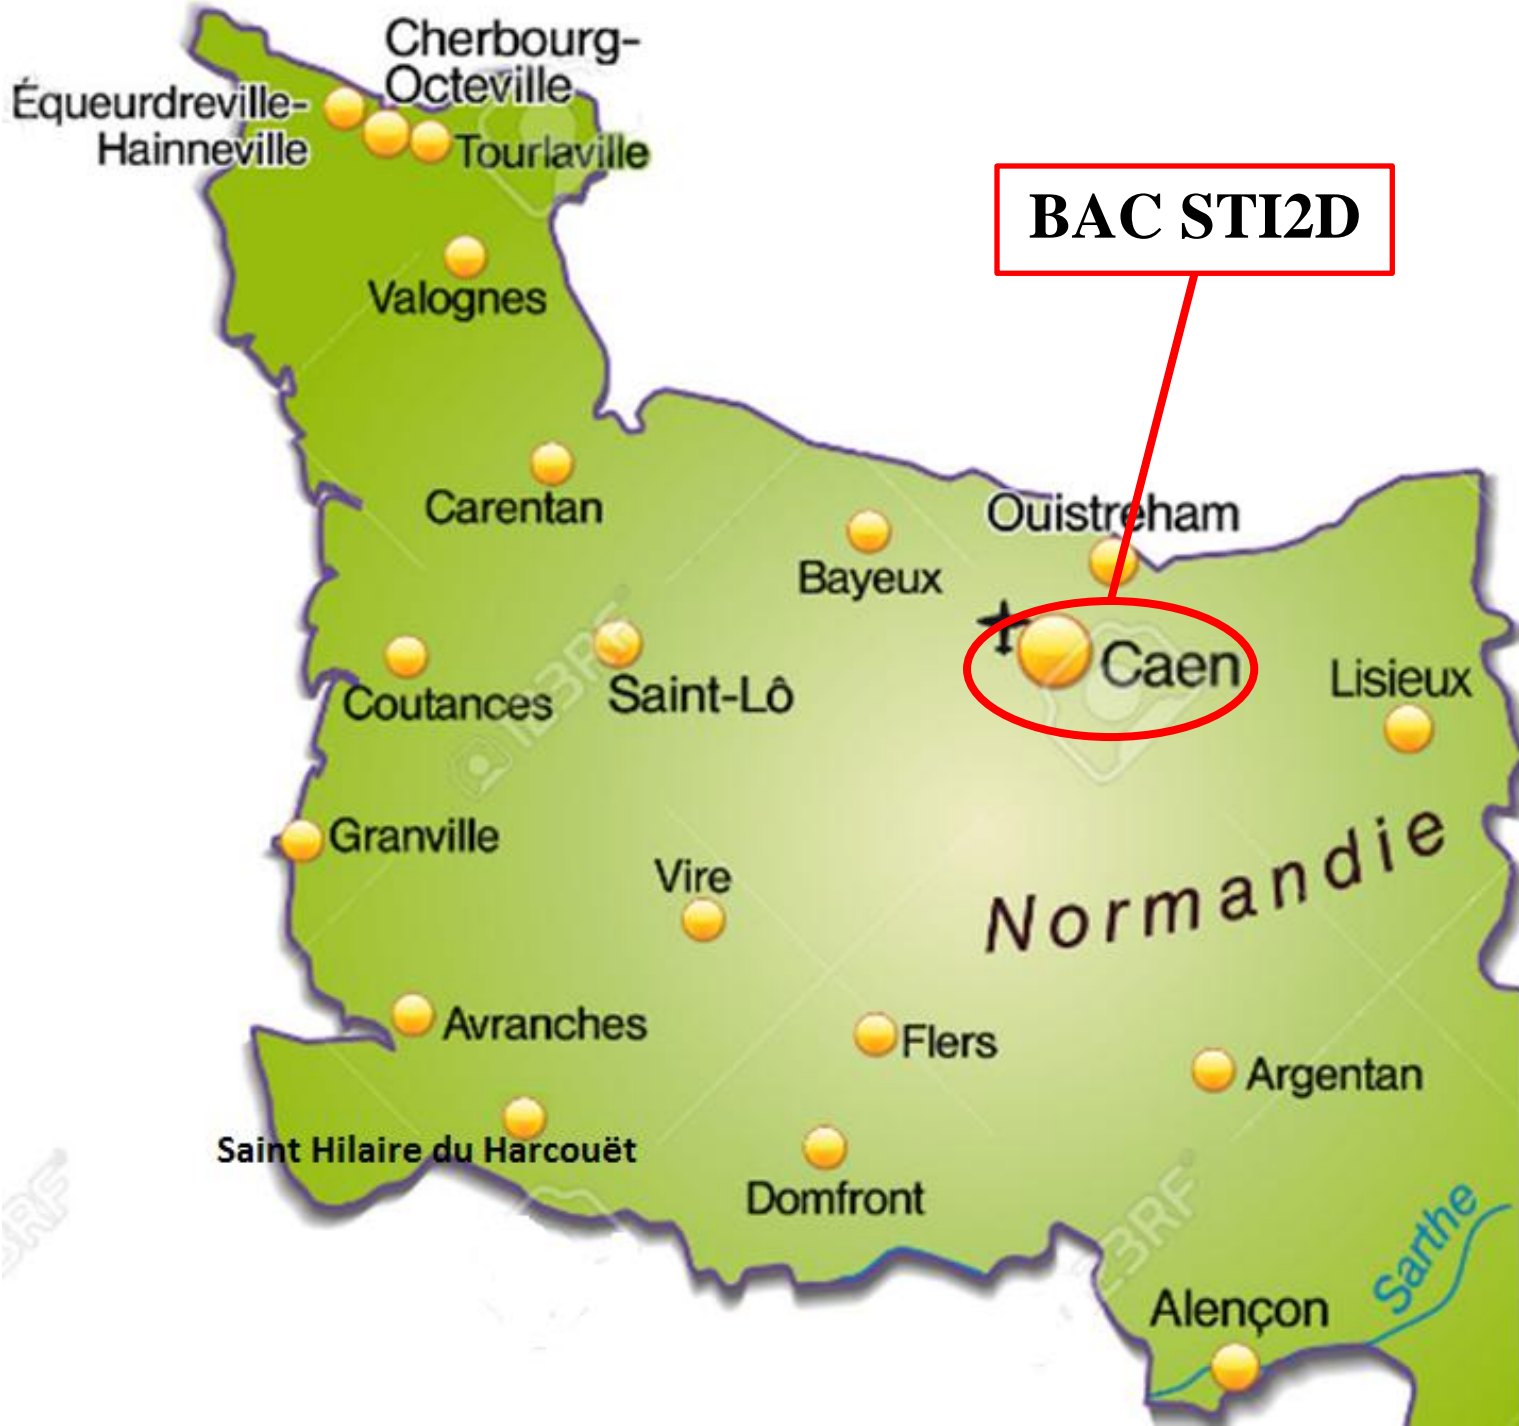 Cherbourg-
Octeville
Équeurdreville-
Hainneville
Tourlaville
BAC STI2D
Valognes
Carentan
Ouistreham
Bayeux
Caen
Lisieux
Coutances
Saint-Lô
Granville
Vire
Normandie
Avranches
Flers
Argentan
Saint Hilaire du Harcouët
Domfront
Sarthe
Alençon
123RF